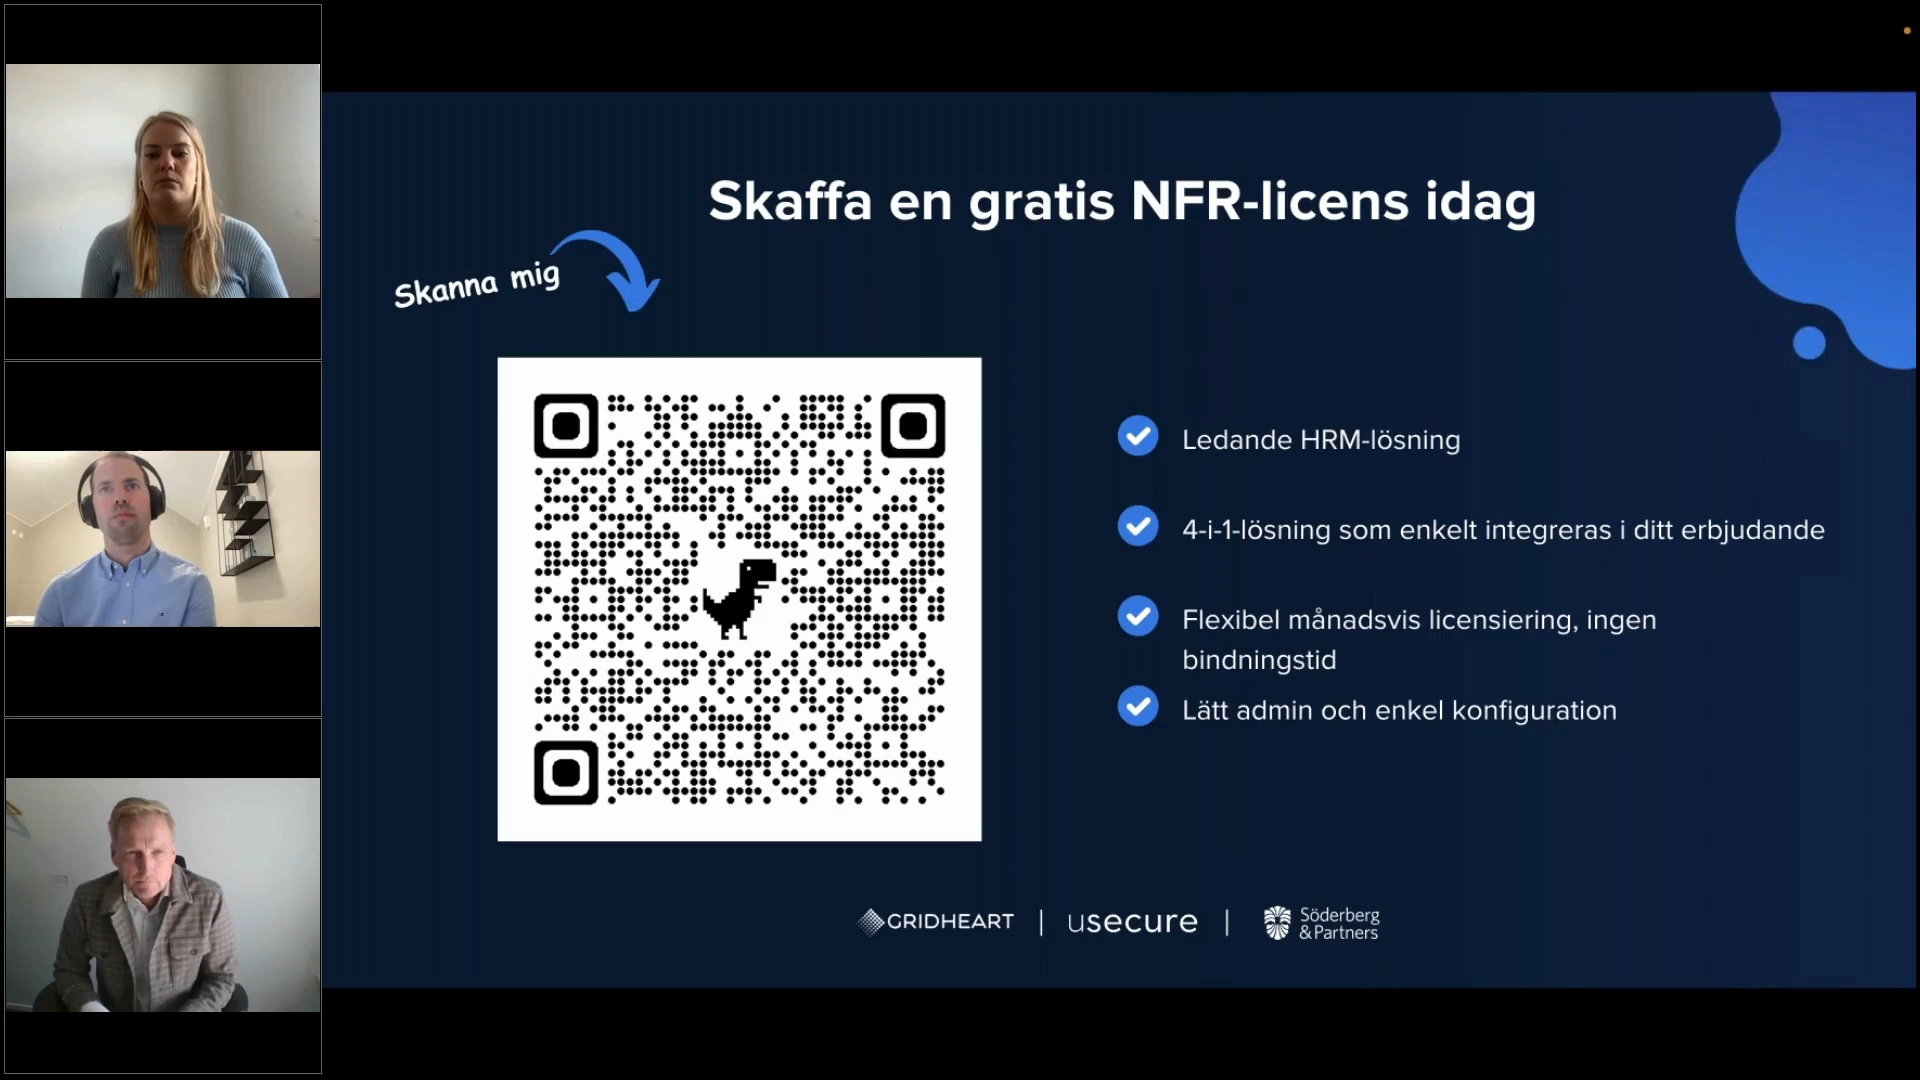 Skaffa en gratis NFR-licens idag
Skanna mig
Ledande HRM-lösning
4-i-1-lösning som enkelt integreras i ditt erbjudande
Flexibel månadsvis licensiering, ingen
bindningstid
Lätt admin och enkel konfiguration
GRIDHEART | usecure | Söderberg
&Partners